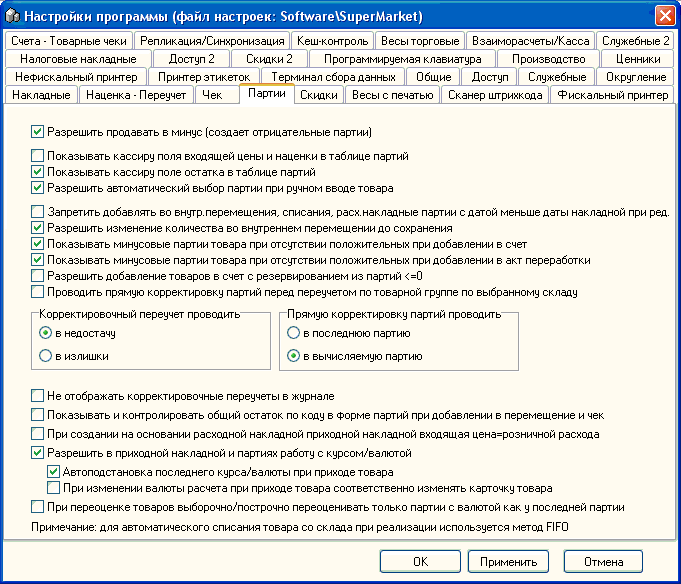 Настройки программы (файл настроек: Software\SuperMarket)
Счета - Товарные чеки Репликация/Синхронизация Кеш-контроль Весы торговые Взаиморасчеты/Касса Служебные 2
Налоговые накладные Доступ 2 Скидки 2 Программируемая клавиатура Производство Ценники
Нефискальный принтер Принтер этикеток Терминал сбора данных Общие Доступ Служебные Округление
Накладные Наценка - Переучет Чек Партии Скидки Весы с печатью Сканер штрихкода Фискальный принтер
Разрешить продавать в минус (создает отрицательные партии)
Показывать кассиру поля входящей цены и наценки в таблице партий
Показывать кассиру поле остатка в таблице партий
Разрешить автоматический выбор партии при ручном вводе товара
Запретить добавлять во внутр.перемещения, списания, расх.накладные партии с датой меньше даты накладной при ред.
Разрешить изменение количества во внутреннем перемещении до сохранения
Показывать минусовые партии товара при отсутствии положительных при добавлении в счет
Показывать минусовые партии товара при отсутствии положительных при добавлении в акт переработки
Разрешить добавление товаров в счет с резервированием из партий <=0
Проводить прямую корректировку партий перед переучетом по товарной группе по выбранному складу
Корректировочный переучет проводить
в недостачу
в излишки
Прямую корректировку партий проводить
в последнюю партию
в вычисляемую партию
Не отображать корректировочные переучеты в журнале
Показывать и контролировать общий остаток по коду в форме партий при добавлении в перемещение и чек
При создании на основании расходной накладной приходной накладной входящая цена=розничной расхода
Разрешить в приходной накладной и партиях работу с курсом/валютой
Автоподстановка последнего курса/валюты при приходе товара
При изменении валюты расчета при приходе товара соответственно изменять карточку товара
При переоценке товаров выборочно/построчно переоценивать только партии с валютой как у последней партии
Примечание: для автоматического списания товара со склада при реализации используется метод FIFO
OK Применить Отмена